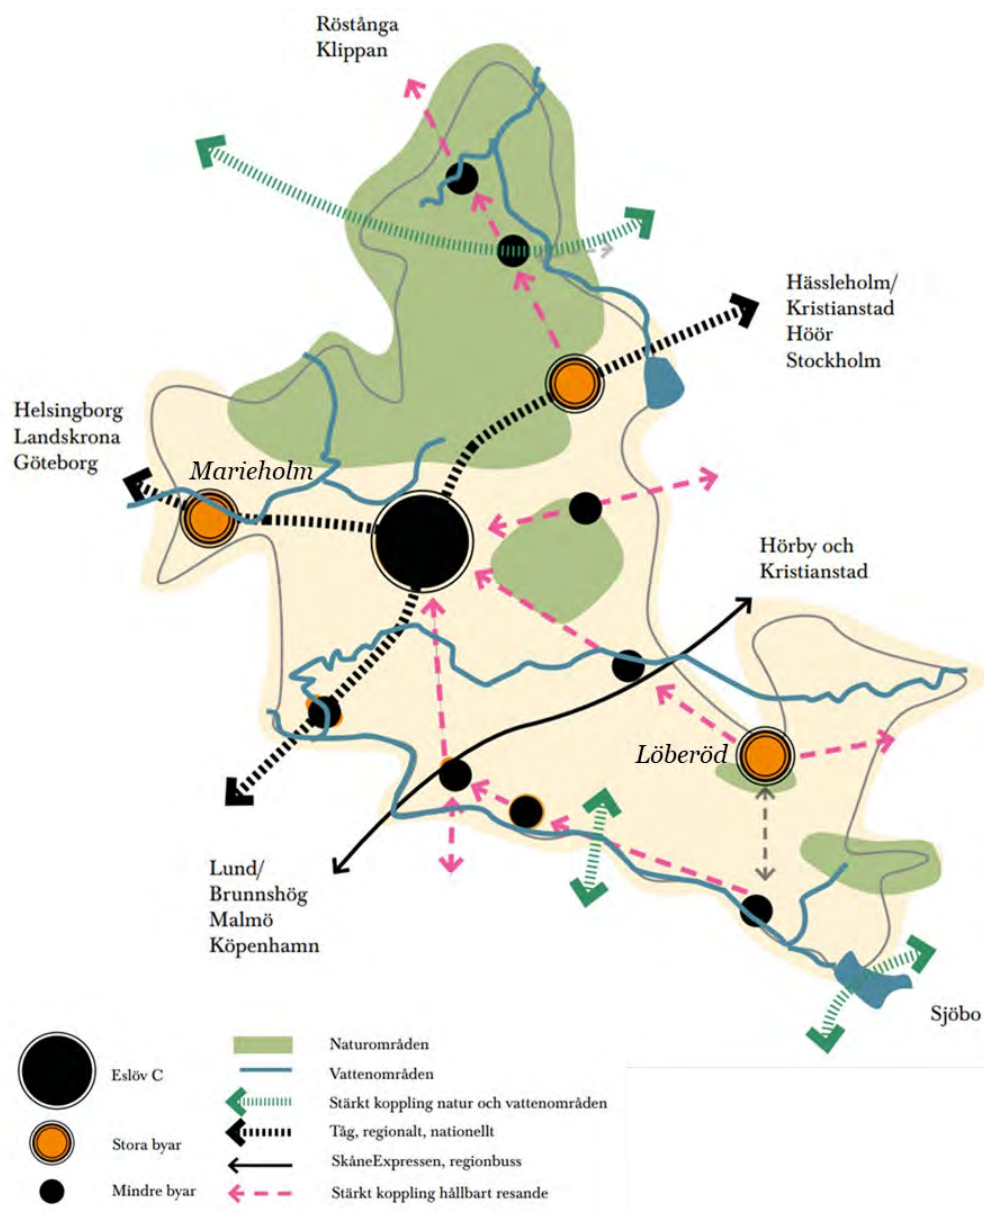 Röstånga
Klippan
Hässleholm/
Kristianstad
Höör
Stockholm
Helsingborg
Landskrona
Göteborg
Marieholm
Hörby och
Kristianstad
Löberöd
Lund/
Brunnshög
Malmö
Köpenhamn
Sjöbo
Eslöv C
Stora byar
Mindre byar
Naturområden
Vattenområden
Stärkt koppling natur och vattenområden
Tåg, regionalt, nationellt
SkåneExpressen, regionbuss
Stärkt koppling hållbart resande